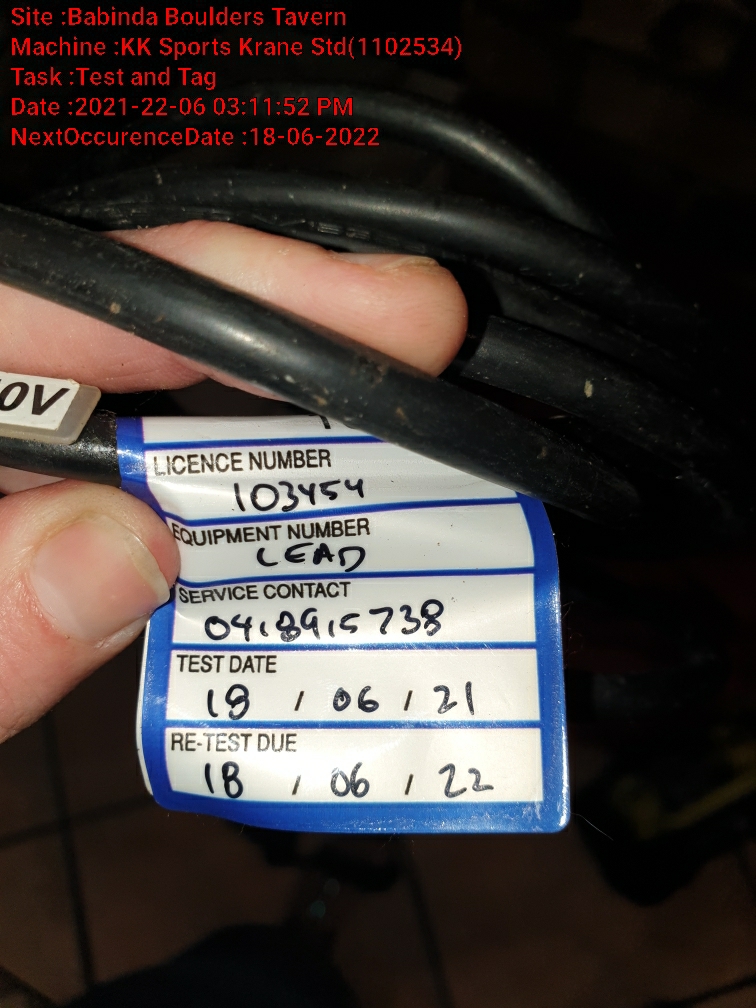 Site :Babinda Boulders Tavern
Machine :KK Sports Krane Std(1102534)
Task :Test and Tag
Date :2021-22-06 03:11:52 PM
NextOccurenceDate :18-06-2022
0V
LICENCE NUMBER
103454
EQUIPMENT NUMBER
LEAD
SERVICE CONTACT
0418915738
TEST DATE
18 / 06 / 21
RE-TEST DUE
18 / 06 / 22